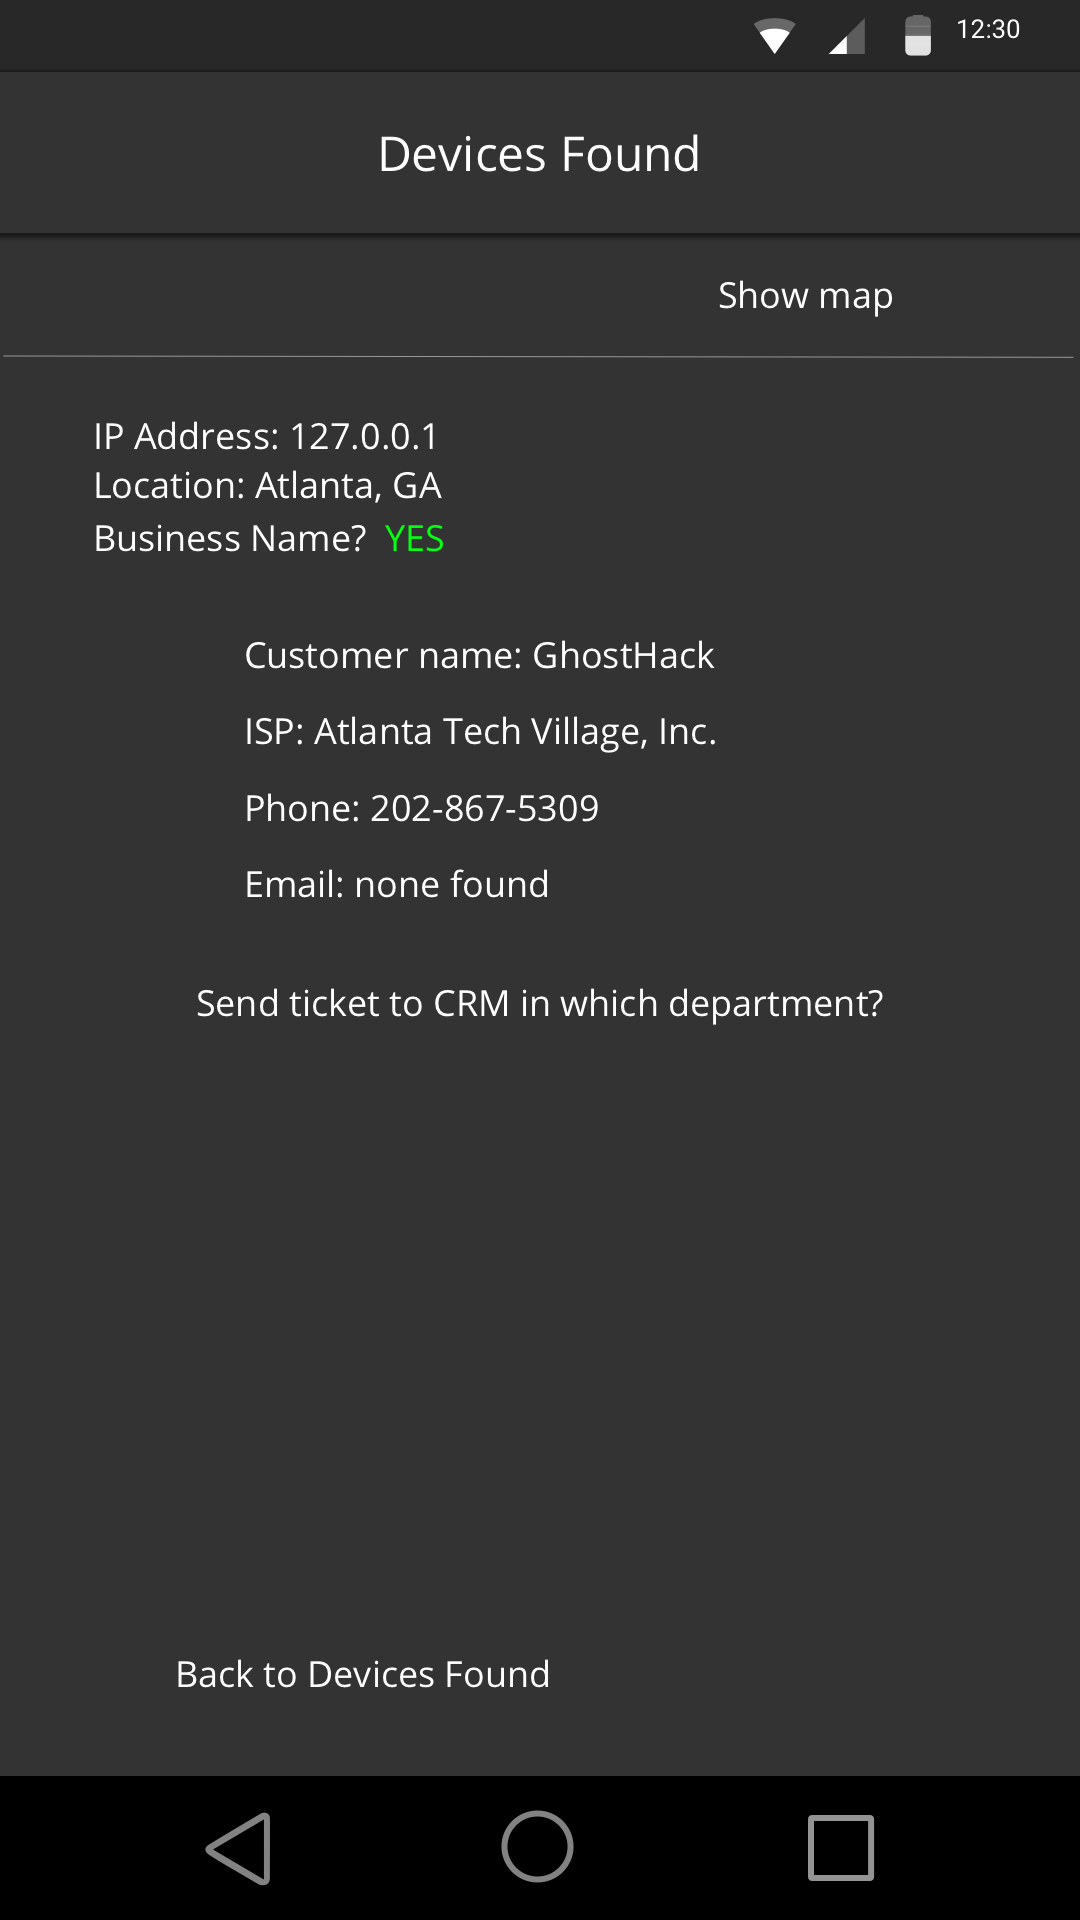 12:30
Devices Found
Show map
IP Address: 127.0.0.1
Location: Atlanta, GA
Business Name? YES
Customer name: GhostHack
ISP: Atlanta Tech Village, Inc.
Phone: 202-867-5309
Email: none found
Send ticket to CRM in which department?
Back to Devices Found